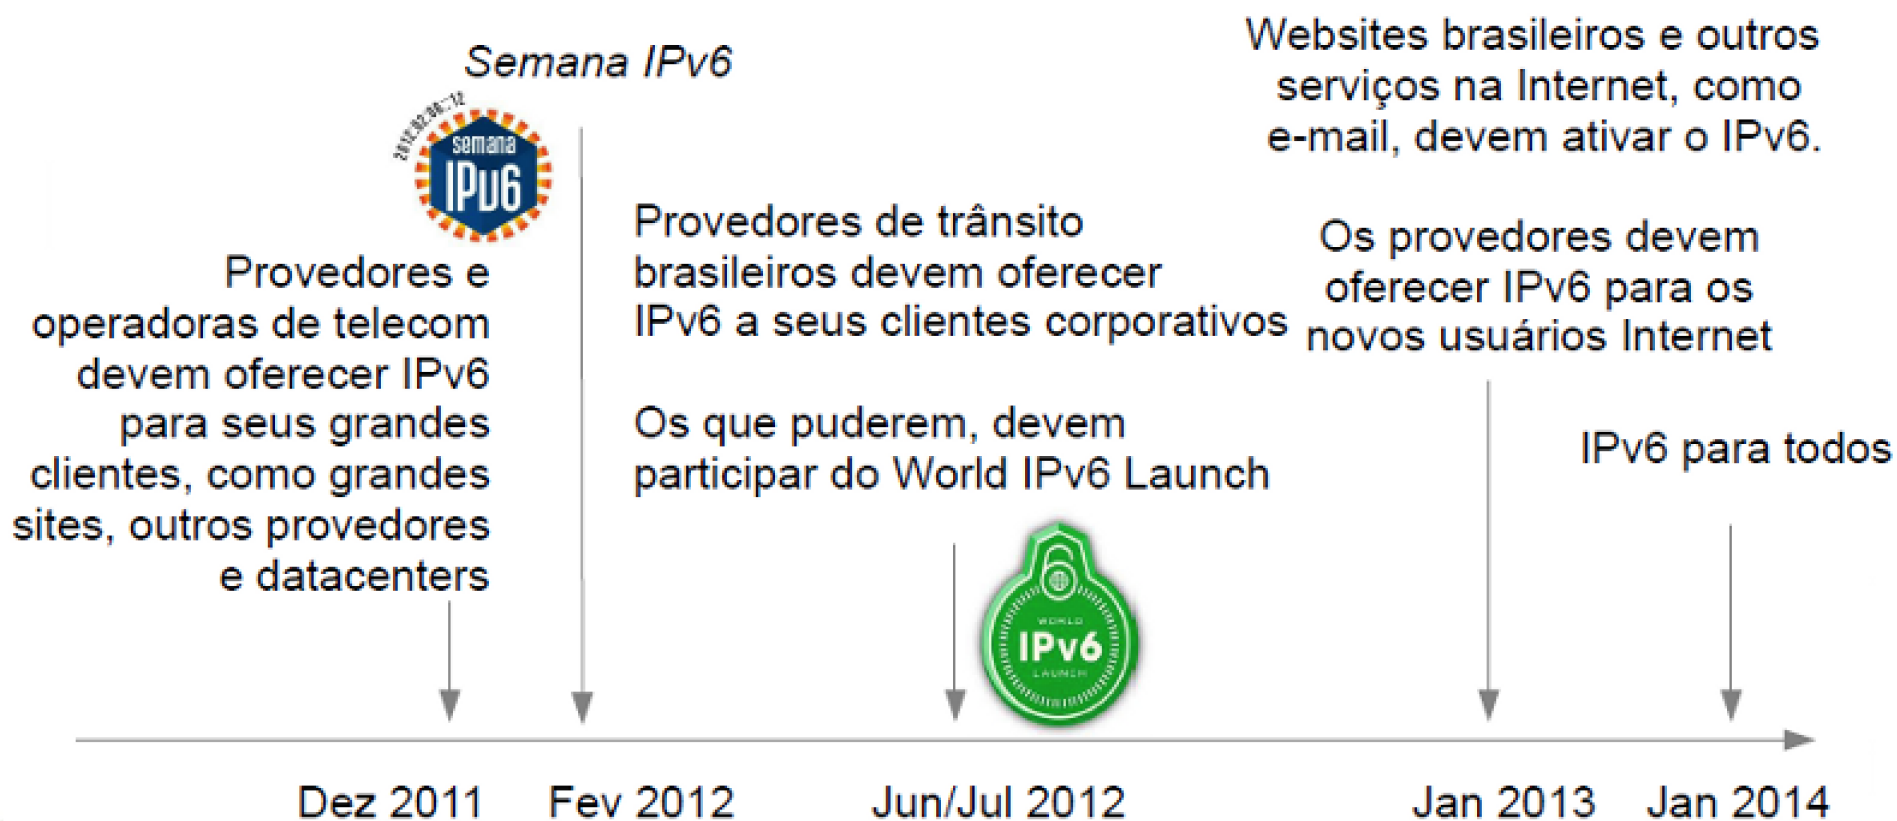 Semana IPv6
2012.02.06-12
semana
IPv6
Provedores e
operadoras de telecom
devem oferecer IPv6
para seus grandes
clientes, como grandes
sites, outros provedores
e datacenters
Provedores de trânsito
brasileiros devem oferecer
IPv6 a seus clientes corporativos
Os que puderem, devem
participar do World IPv6 Launch
WORLD
IPv6
LAUNCH
Websites brasileiros e outros
serviços na Internet, como
e-mail, devem ativar o IPv6.
Os provedores devem
oferecer IPv6 para os
novos usuários Internet
IPv6 para todos
Dez 2011
Fev 2012
Jun/Jul 2012
Jan 2013
Jan 2014